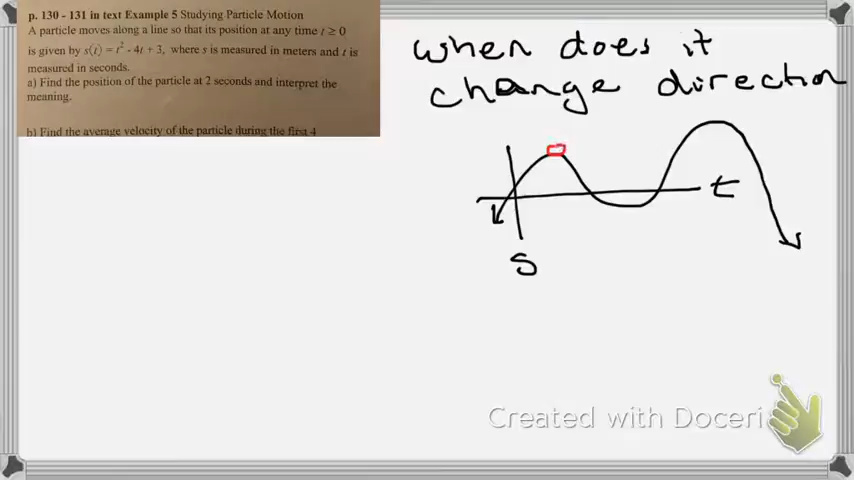 p. 130 - 131 in text Example 5 Studying Particle Motion
A particle moves along a line so that its position at any time t ≥ 0
is given by s(t) = t² - 4t + 3, where s is measured in meters and t is
measured in seconds.
a) Find the position of the particle at 2 seconds and interpret the
meaning.
b) Find the average velocity of the particle during the first 4
when does it
change direction
t
s
Created with Doceri